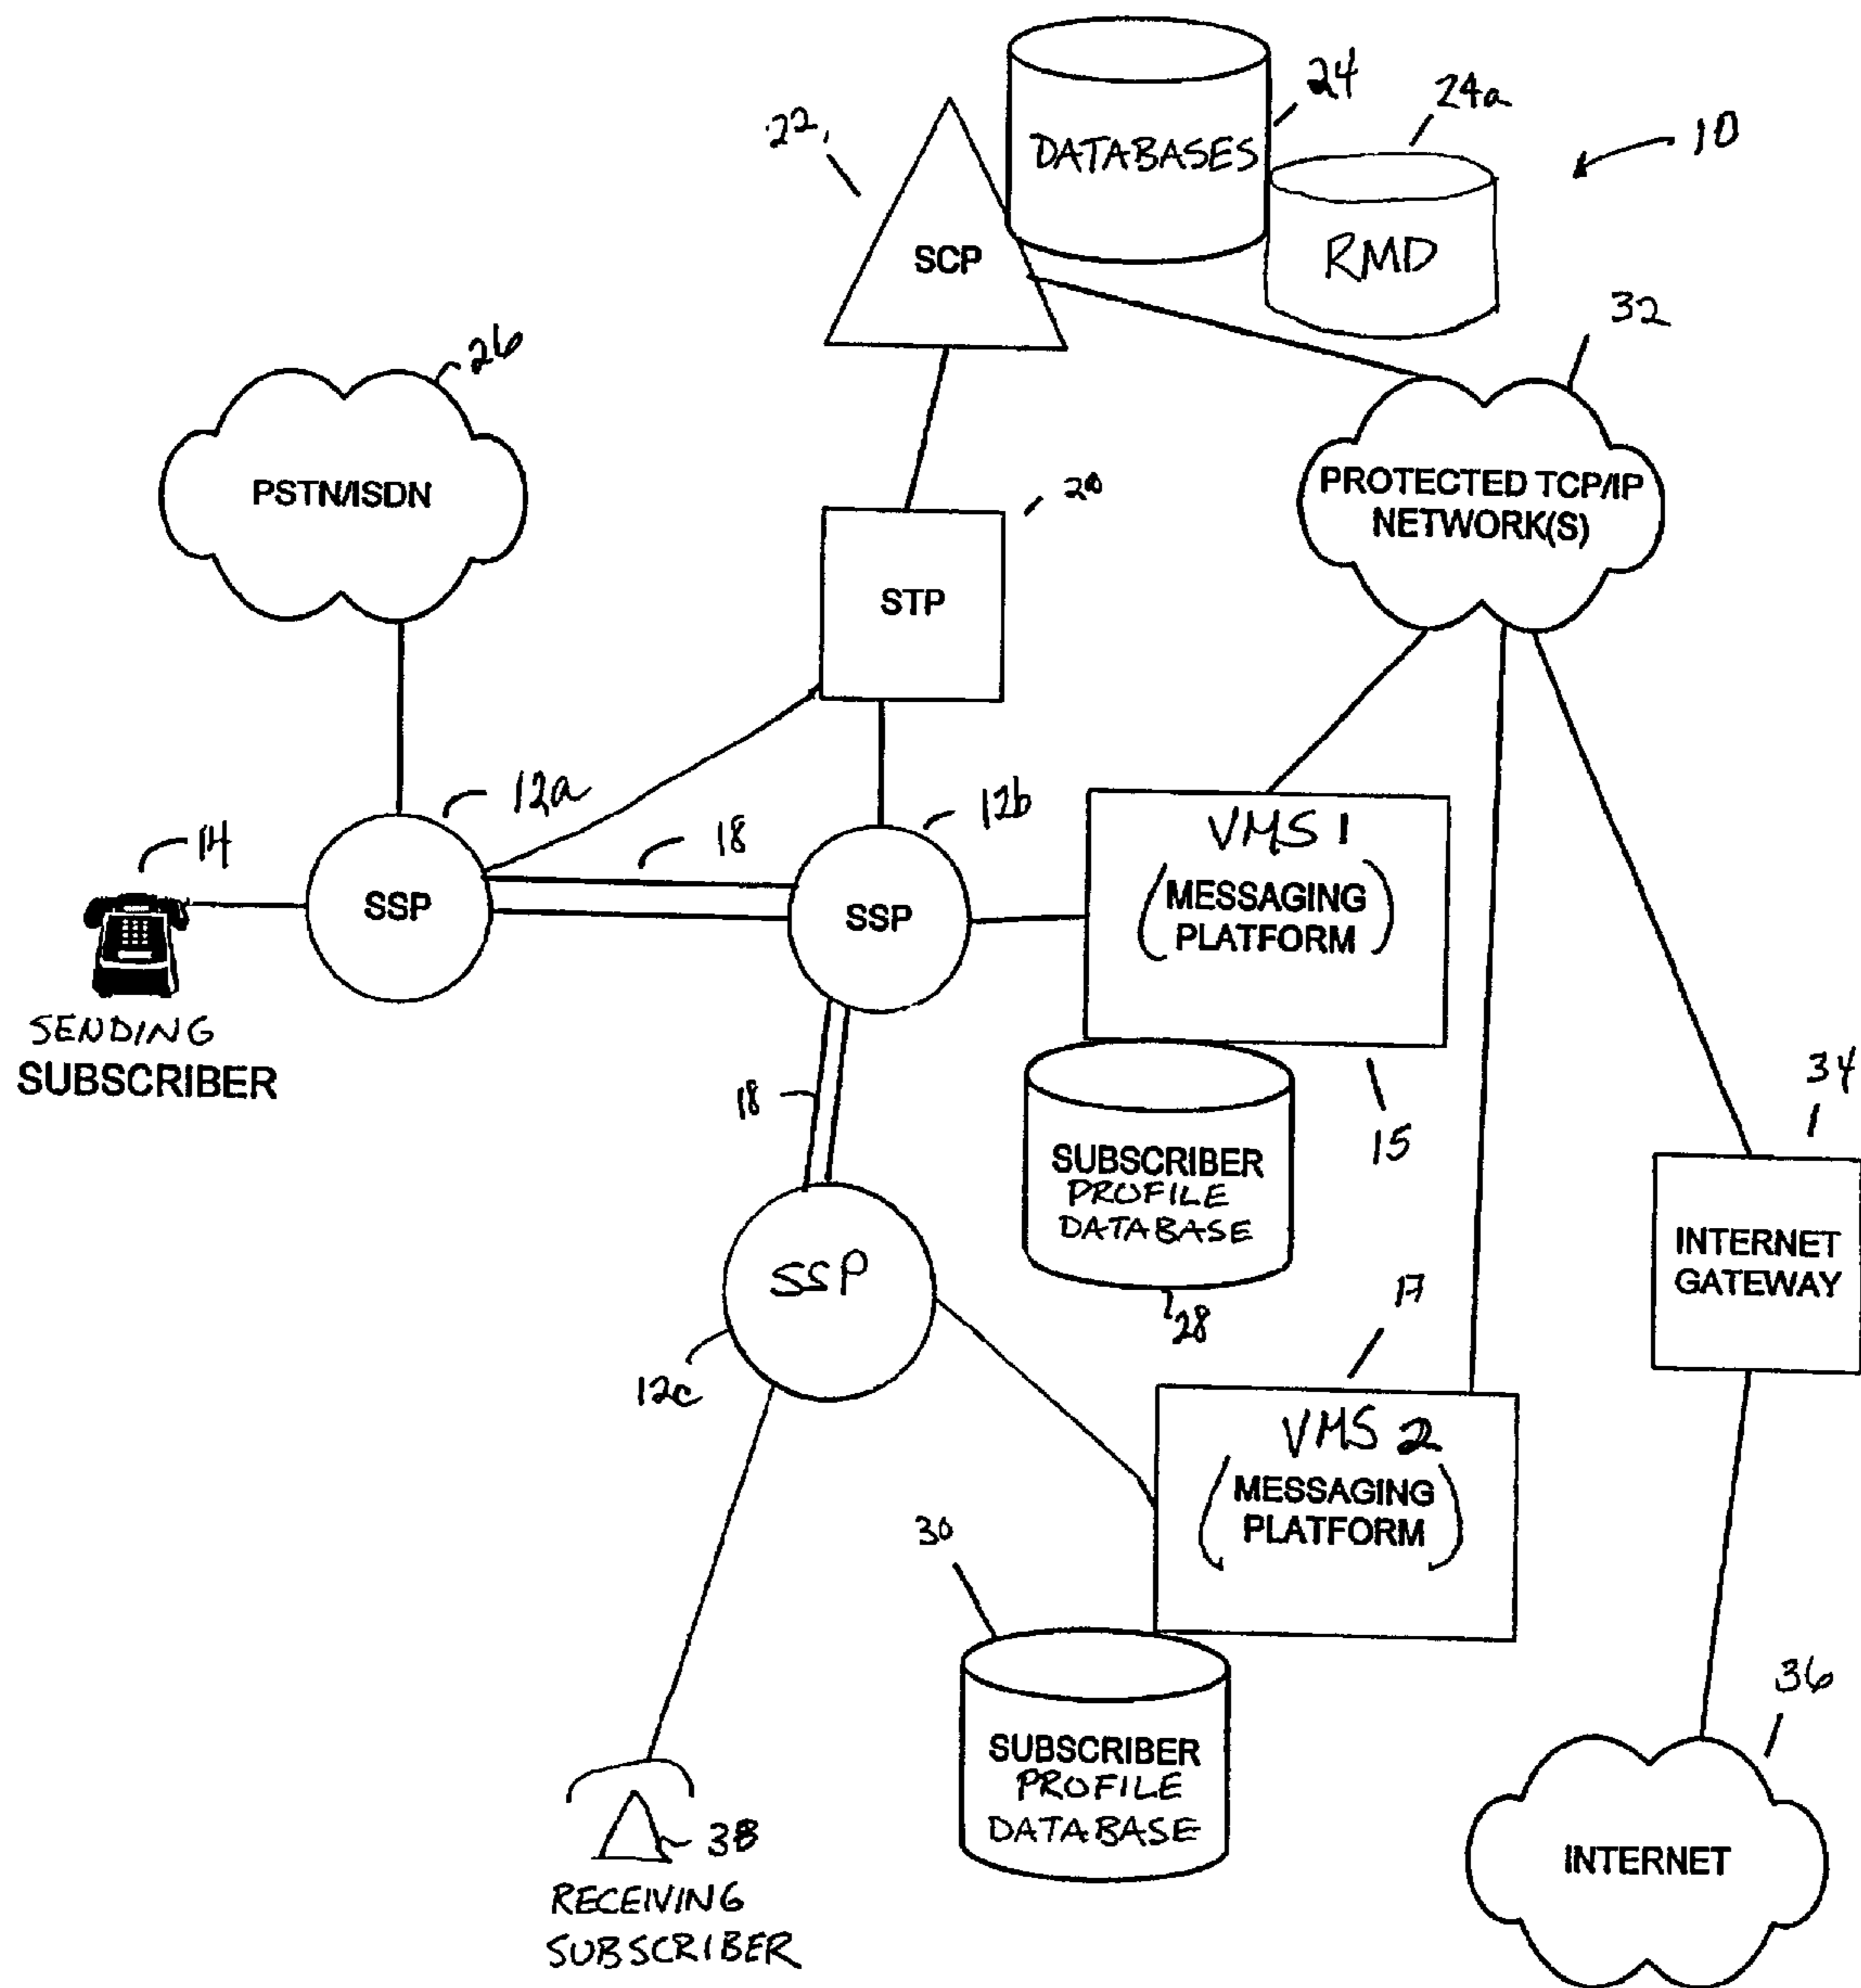 24
24a
10
22
DATABASES
RMD
SCP
32
26
PSTN/ISDN
PROTECTED TCP/IP
NETWORK(S)
20
STP
12a
12b
18
14
VMS 1
(MESSAGING
PLATFORM)
SSP
SSP
SENDING
SUBSCRIBER
18
15
34
SUBSCRIBER
PROFILE
DATABASE
28
INTERNET
GATEWAY
SSP
12c
17
VMS 2
(MESSAGING
PLATFORM)
30
36
SUBSCRIBER
PROFILE
DATABASE
38
RECEIVING
SUBSCRIBER
INTERNET